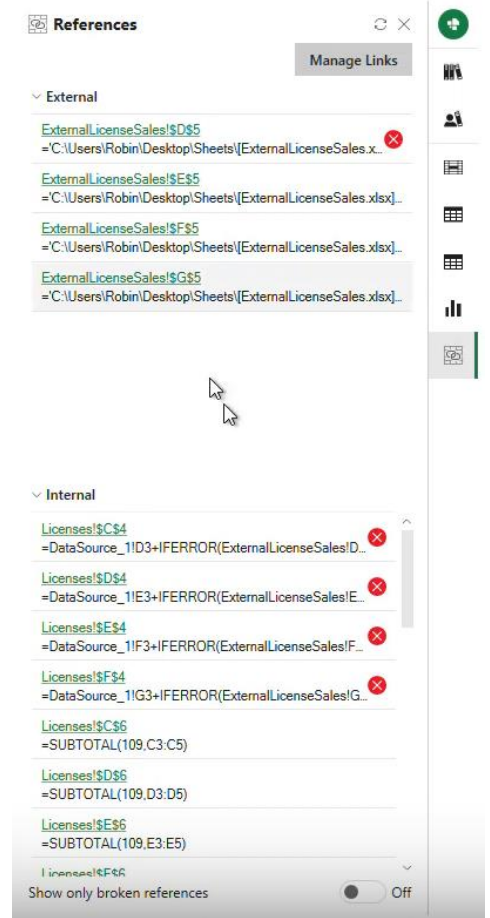 References
Manage Links
External
ExternalLicenseSales!$D$5
='C:\Users\Robin\Desktop\Sheets\[ExternalLicenseSales.x...
ExternalLicenseSales!$E$5
='C:\Users\Robin\Desktop\Sheets\[ExternalLicenseSales.xlsx]...
ExternalLicenseSales!$F$5
='C:\Users\Robin\Desktop\Sheets\[ExternalLicenseSales.xlsx]...
ExternalLicenseSales!$G$5
='C:\Users\Robin\Desktop\Sheets\[ExternalLicenseSales.xlsx]...
Internal
Licenses!$C$4
=DataSource_1!D3+IFERROR(ExternalLicenseSales!D...
Licenses!$D$4
=DataSource_1!E3+IFERROR(ExternalLicenseSales!E...
Licenses!$E$4
=DataSource_1!F3+IFERROR(ExternalLicenseSales!F...
Licenses!$F$4
=DataSource_1!G3+IFERROR(ExternalLicenseSales!G...
Licenses!$C$6
=SUBTOTAL(109,C3:C5)
Licenses!$D$6
=SUBTOTAL(109,D3:D5)
Licenses!$E$6
=SUBTOTAL(109,E3:E5)
Licenses!$F$6
Show only broken references Off